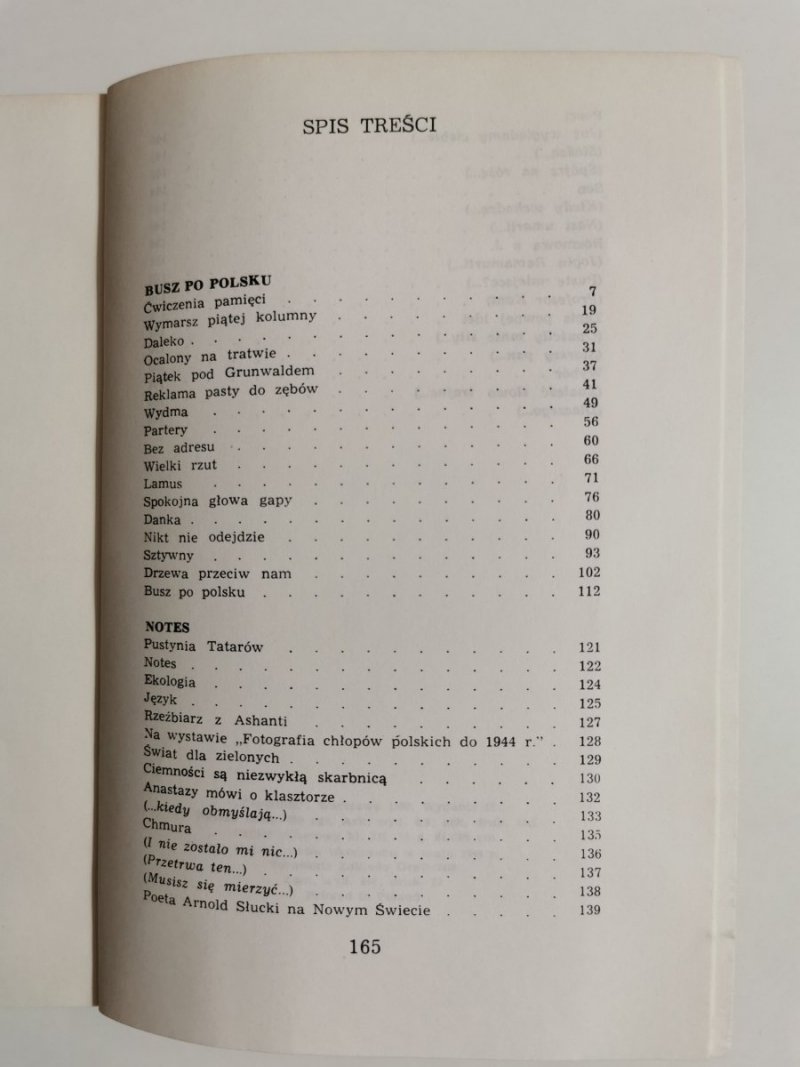 SPIS TREŚCI
BUSZ PO POLSKU
Ćwiczenia pamięci . . . . . . . . . . . 7
Wymarsz piątej kolumny . . . . . . . . . 19
Daleko . . . . . . . . . . . . . . . 25
Ocalony na tratwie . . . . . . . . . . . 31
Piątek pod Grunwaldem . . . . . . . . . 37
Reklama pasty do zębów . . . . . . . . . 41
Wydma . . . . . . . . . . . . . . 49
Partery . . . . . . . . . . . . . . 56
Bez adresu . . . . . . . . . . . . . 60
Wielki rzut . . . . . . . . . . . . . 66
Lamus . . . . . . . . . . . . . . 71
Spokojna głowa gapy . . . . . . . . . . 76
Danka . . . . . . . . . . . . . . . 80
Nikt nie odejdzie . . . . . . . . . . . 90
Sztywny . . . . . . . . . . . . . . 93
Drzewa przeciw nam . . . . . . . . . . 102
Busz po polsku . . . . . . . . . . . . 112
NOTES
Pustynia Tatarów . . . . . . . . . . . 121
Notes . . . . . . . . . . . . . . . 122
Ekologia . . . . . . . . . . . . . . 124
Język . . . . . . . . . . . . . . . 125
Rzeźbiarz z Ashanti . . . . . . . . . . 127
Na wystawie „Fotografia chłopów polskich do 1944 r." . 128
Świat dla zielonych . . . . . . . . . . . 129
Ciemności są niezwykłą skarbnicą . . . . . . 130
Anastazy mówi o klasztorze . . . . . . . . . 132
(...kiedy obmyślają...) . . . . . . . . . . 133
Chmura . . . . . . . . . . . . . . 135
(I nie zostało mi nic...) . . . . . . . . . . 136
(Przetrwa ten...) . . . . . . . . . . . . 137
(Musisz się mierzyć...) . . . . . . . . . . 138
Poeta Arnold Słucki na Nowym Świecie . . . . . 139
165